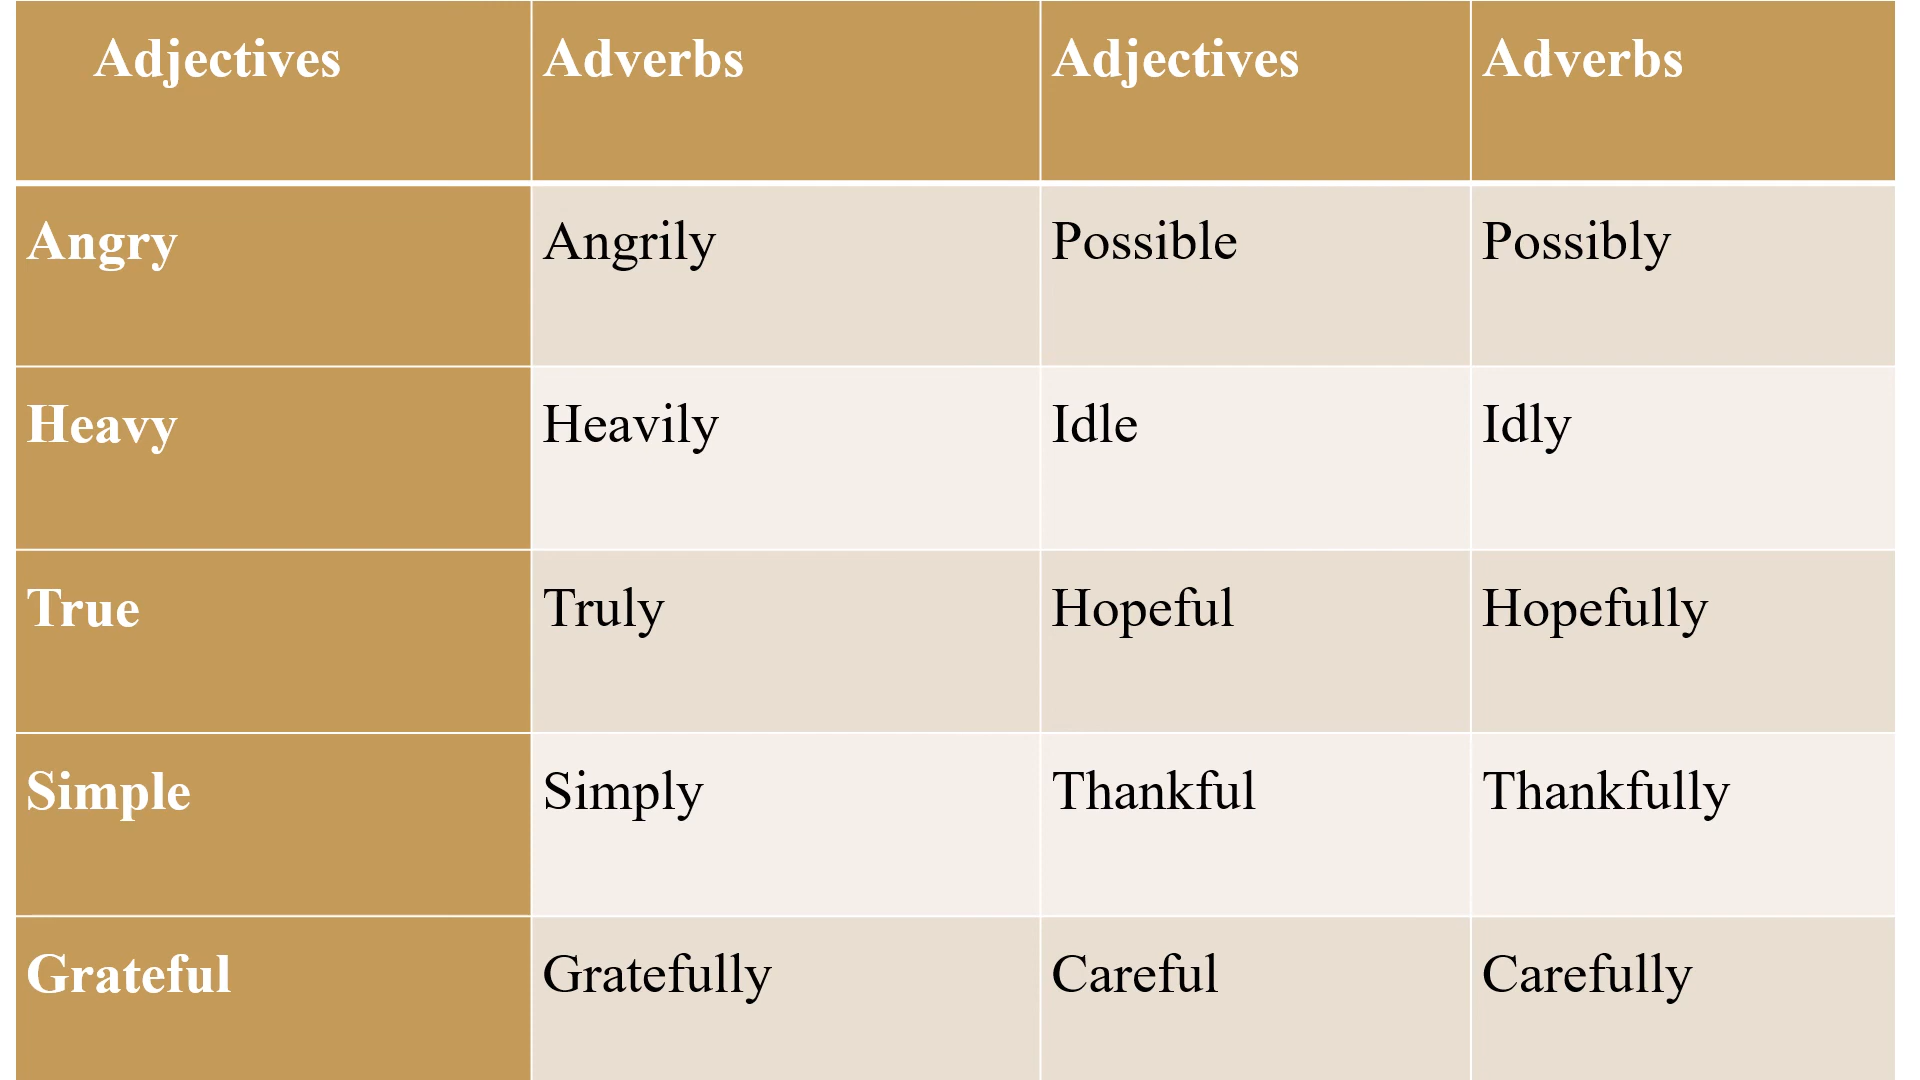 Adjectives Adverbs Adjectives Adverbs
Angry Angrily Possible Possibly
Heavy Heavily Idle Idly
True Truly Hopeful Hopefully
Simple Simply Thankful Thankfully
Grateful Gratefully Careful Carefully